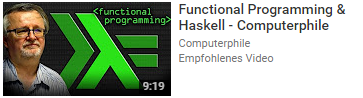 <functional
programming>
9:19
Functional Programming &
Haskell - Computerphile
Computerphile
Empfohlenes Video